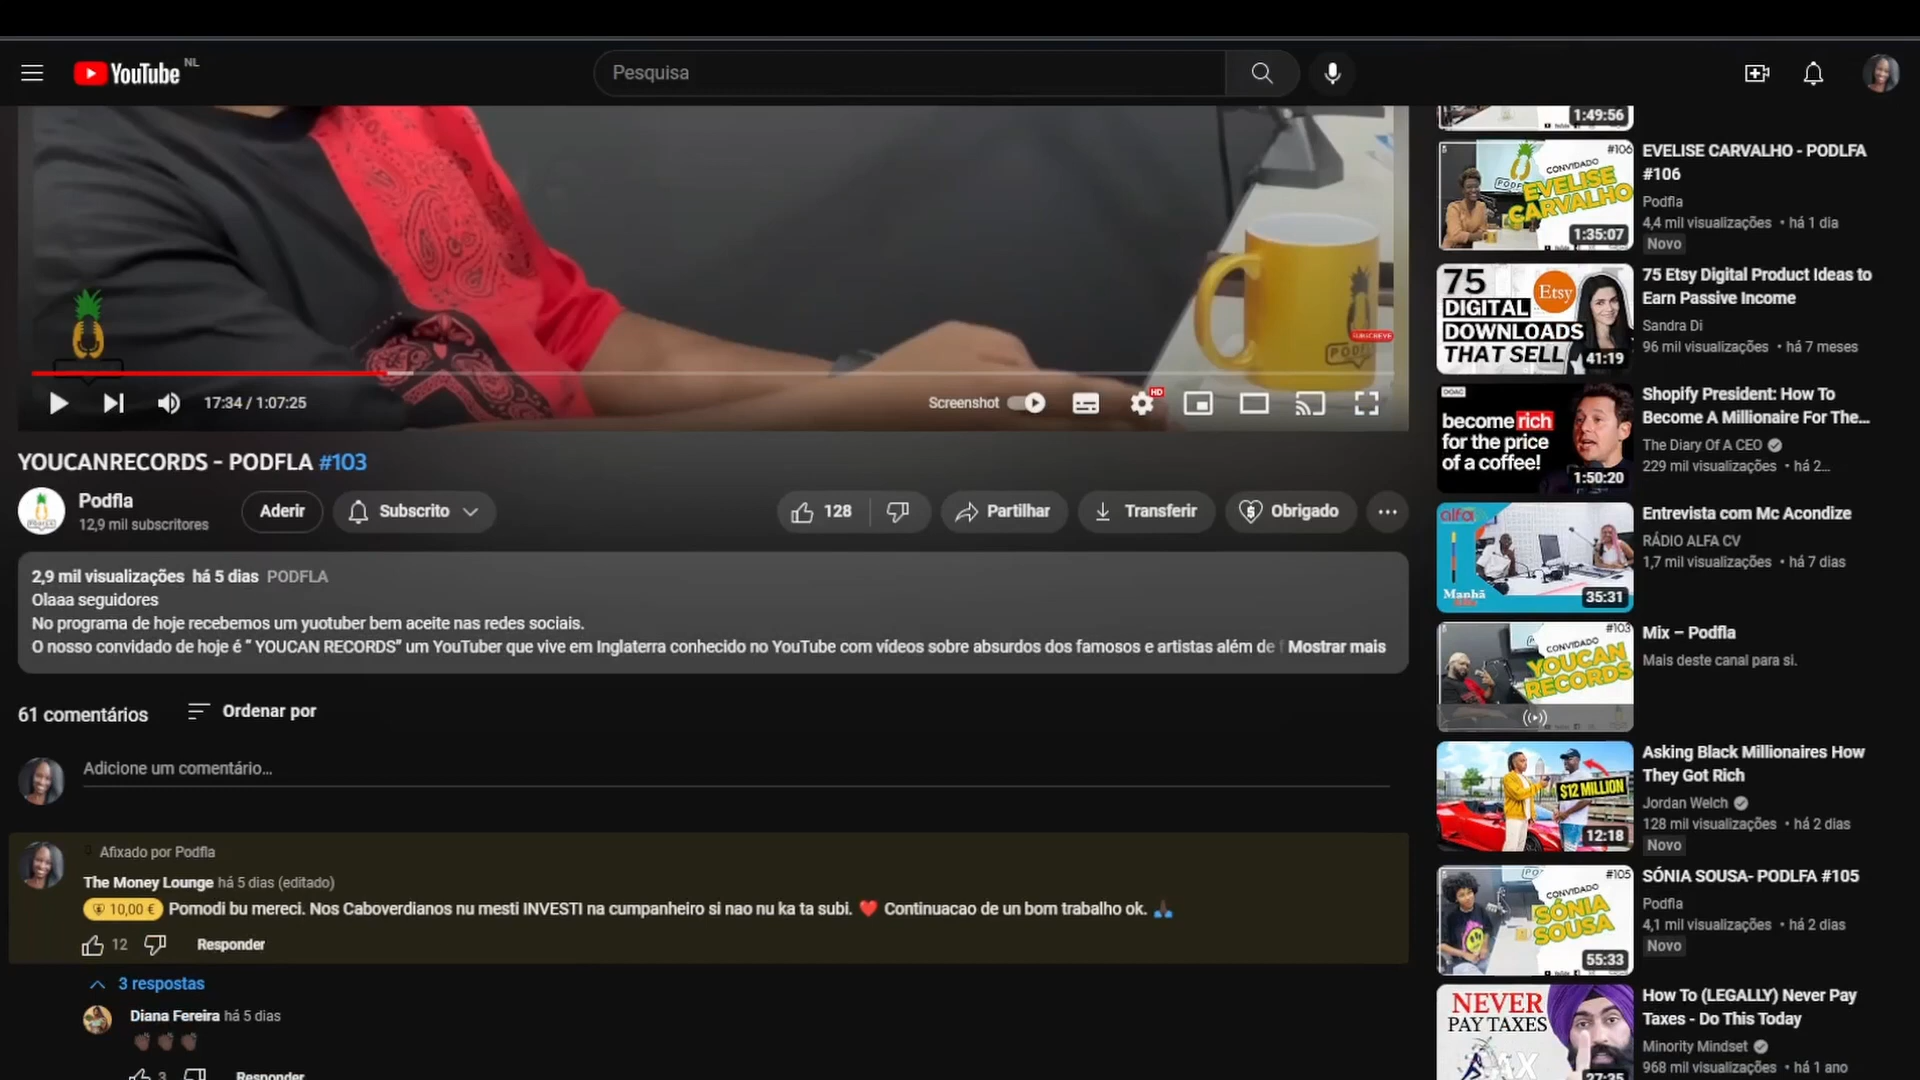 YouTube NL
Pesquisa
SUBSCREVE
17:34 / 1:07:25
Screenshot
HD
YOUCANRECORDS - PODFLA #103
Podfla
12,9 mil subscritores
Aderir
Subscrito
128
Partilhar
Transferir
Obrigado
2,9 mil visualizações há 5 dias PODFLA
Olaaa seguidores
No programa de hoje recebemos um yuotuber bem aceite nas redes sociais.
O nosso convidado de hoje é “ YOUCAN RECORDS” um YouTuber que vive em Inglaterra conhecido no YouTube com vídeos sobre absurdos dos famosos e artistas além de Mostrar mais
61 comentários
Ordenar por
Adicione um comentário...
Afixado por Podfla
The Money Lounge há 5 dias (editado)
10,00 € Pomodi bu mereci. Nos Caboverdianos nu mesti INVESTI na cumpanheiro si nao nu ka ta subi. ❤️ Continuacao de un bom trabalho ok. 🙏🏿
12
Responder
3 respostas
Diana Fereira há 5 dias
👏🏿👏🏿👏🏿
3
Responder
1:49:56
#106
CONVIDADO
EVELISE
CARVALHO
1:35:07
EVELISE CARVALHO - PODLFA
#106
Podfla
4,4 mil visualizações • há 1 dia
Novo
75
DIGITAL
DOWNLOADS
THAT SELL
Etsy
41:19
75 Etsy Digital Product Ideas to
Earn Passive Income
Sandra Di
96 mil visualizações • há 7 meses
DOAC
become rich
for the price
of a coffee!
1:50:20
Shopify President: How To
Become A Millionaire For The...
The Diary Of A CEO
229 mil visualizações • há 2...
alfa
Manhã
35:31
Entrevista com Mc Acondize
RÁDIO ALFA CV
1,7 mil visualizações • há 7 dias
#103
CONVIDADO
YOUCAN
RECORDS
Mix – Podfla
Mais deste canal para si.
$12 MILLION
12:18
Asking Black Millionaires How
They Got Rich
Jordan Welch
128 mil visualizações • há 2 dias
Novo
#105
CONVIDADO
SÓNIA
SOUSA
55:33
SÓNIA SOUSA- PODLFA #105
Podfla
4,1 mil visualizações • há 2 dias
Novo
NEVER
PAY TAXES
27:35
How To (LEGALLY) Never Pay
Taxes - Do This Today
Minority Mindset
968 mil visualizações • há 1 ano